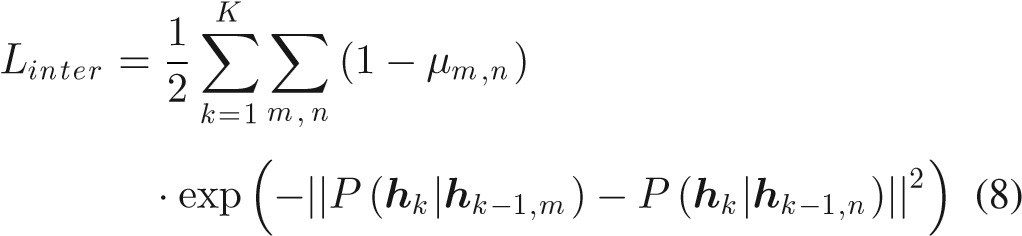 L_{inter} = \frac{1}{2} \sum_{k=1}^{K} \sum_{m,n} (1 - \mu_{m,n})
\cdot \exp\left(-||P(\boldsymbol{h}_k|\boldsymbol{h}_{k-1,m}) - P(\boldsymbol{h}_k|\boldsymbol{h}_{k-1,n})||^2\right) (8)